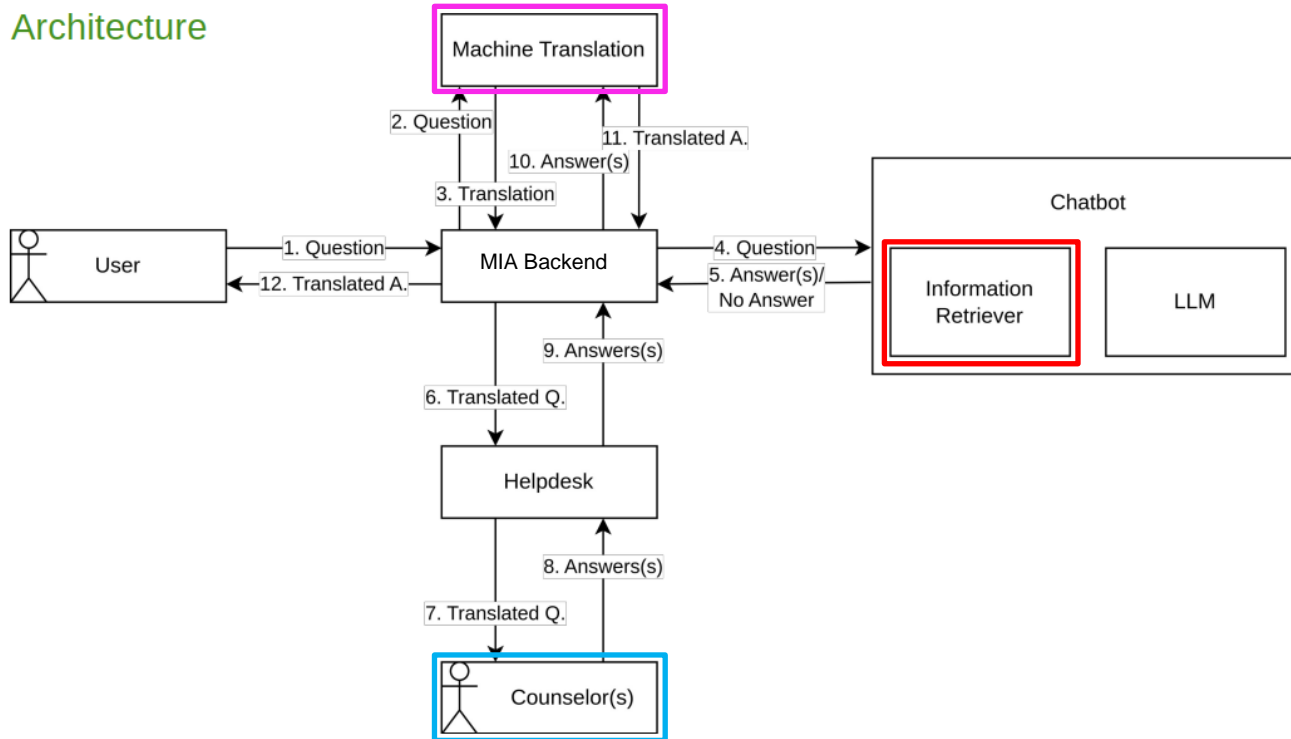 Architecture
Machine Translation
2. Question
11. Translated A.
10. Answer(s)
3. Translation
Chatbot
User
1. Question
MIA Backend
4. Question
12. Translated A.
5. Answer(s)/
No Answer
Information
Retriever
LLM
9. Answers(s)
6. Translated Q.
Helpdesk
8. Answers(s)
7. Translated Q.
Counselor(s)